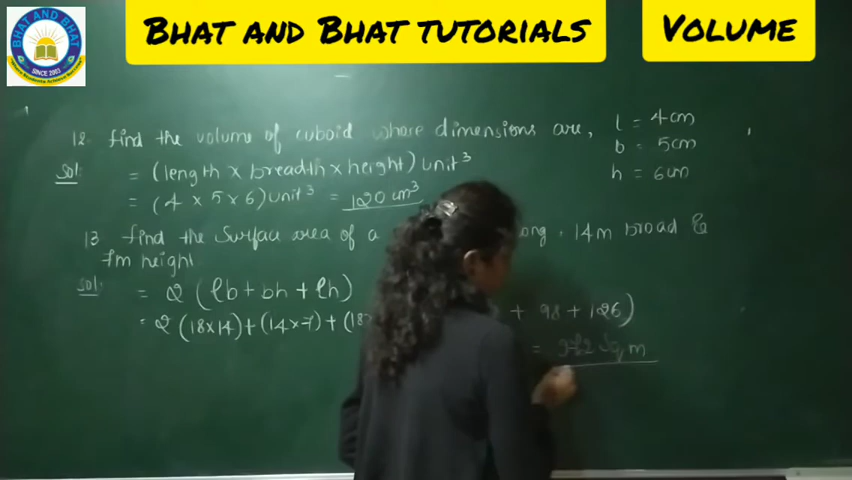 BHAT AND BHAT TUTORIALS
VOLUME
BHAT AND BHAT
SINCE 2003
12. find the volume of cuboid whose dimensions are, l = 4cm
b = 5cm
h = 6cm
Sol
= (length x breadth x height) unit³
= (4 x 5 x 6) unit³ = 120 cm³
13 find the Surface area of a long . 14m broad &
7m height
sol
= 2 (lb + bh + lh)
= 2 (18x14) + (14x7) + (18 + 98 + 126)
= Sq m